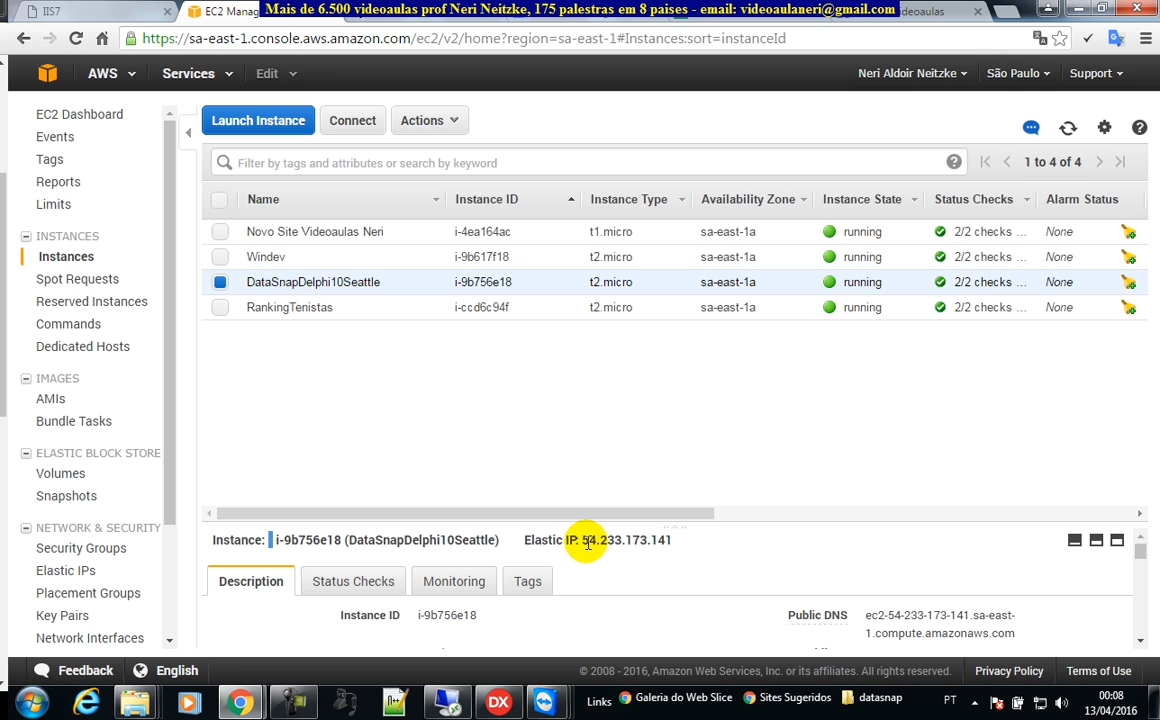 IIS7
EC2 Manag
Mais de 6.500 videoaulas prof Neri Neitzke, 175 palestras em 8 paises - email: videoaulaneri@gmail.com
videoaulas
https://sa-east-1.console.aws.amazon.com/ec2/v2/home?region=sa-east-1#Instances:sort=instanceId
AWS
Services
Edit
Neri Aldoir Neitzke
São Paulo
Support
EC2 Dashboard
Events
Tags
Reports
Limits
INSTANCES
Instances
Spot Requests
Reserved Instances
Commands
Dedicated Hosts
IMAGES
AMIs
Bundle Tasks
ELASTIC BLOCK STORE
Volumes
Snapshots
NETWORK & SECURITY
Security Groups
Elastic IPs
Placement Groups
Key Pairs
Network Interfaces
Launch Instance
Connect
Actions
Filter by tags and attributes or search by keyword
1 to 4 of 4
Name Instance ID Instance Type Availability Zone Instance State Status Checks Alarm Status
Novo Site Videoaulas Neri i-4ea164ac t1.micro sa-east-1a running 2/2 checks ... None
Windev i-9b617f18 t2.micro sa-east-1a running 2/2 checks ... None
DataSnapDelphi10Seattle i-9b756e18 t2.micro sa-east-1a running 2/2 checks ... None
RankingTenistas i-ccd6c94f t2.micro sa-east-1a running 2/2 checks ... None
Instance: i-9b756e18 (DataSnapDelphi10Seattle) Elastic IP: 54.233.173.141
Description
Status Checks
Monitoring
Tags
Instance ID i-9b756e18
Public DNS ec2-54-233-173-141.sa-east-
1.compute.amazonaws.com
Feedback
English
© 2008 - 2016, Amazon Web Services, Inc. or its affiliates. All rights reserved.
Privacy Policy
Terms of Use
DX
Links
Galeria do Web Slice
Sites Sugeridos
datasnap
PT
00:08
13/04/2016